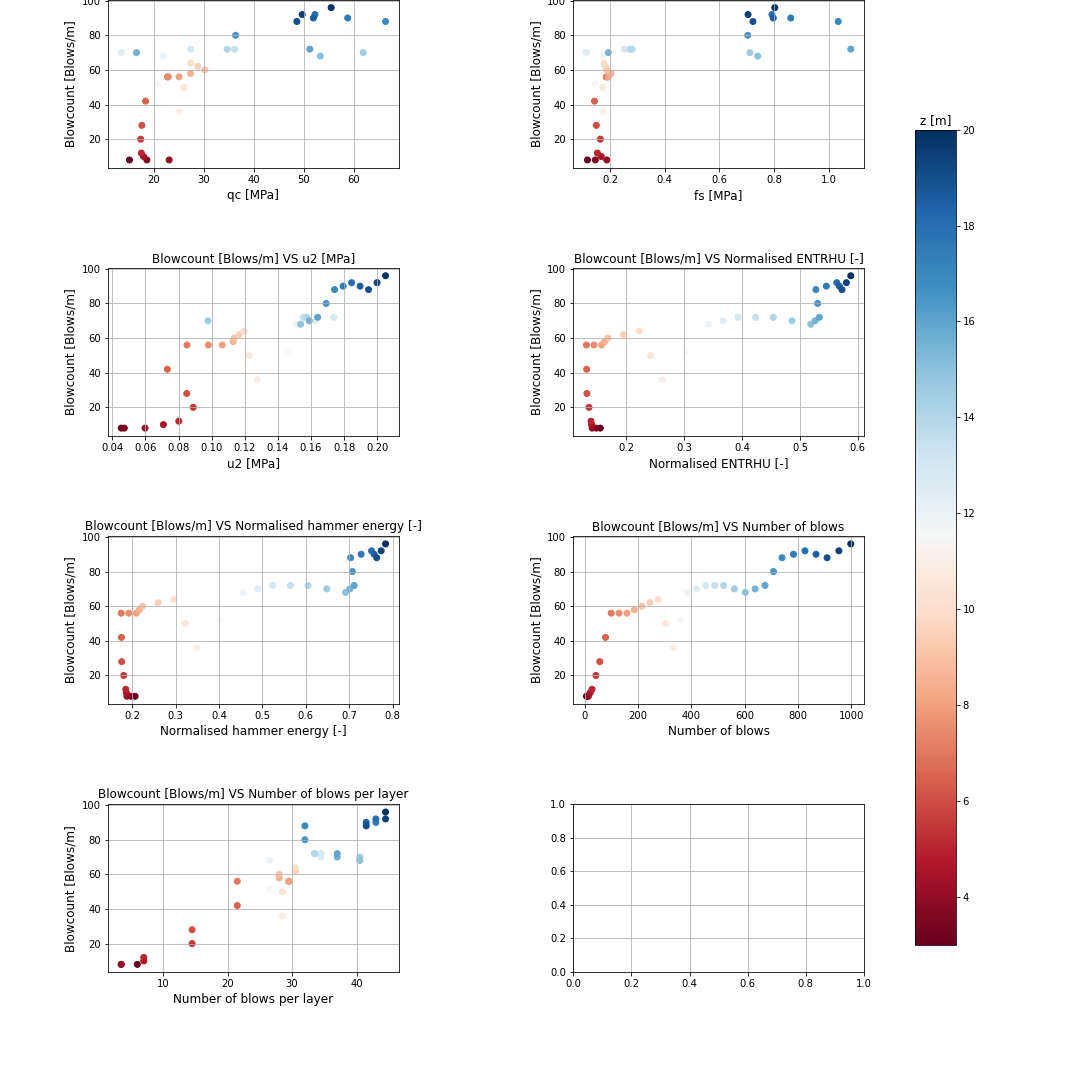 100
80
60
40
20
Blowcount [Blows/m]
20 30 40 50 60
qc [MPa]
100
80
60
40
20
Blowcount [Blows/m]
0.2 0.4 0.6 0.8 1.0
fs [MPa]
z [m]
20
18
16
14
12
10
8
6
4
Blowcount [Blows/m] VS u2 [MPa]
100
80
60
40
20
Blowcount [Blows/m]
0.04 0.06 0.08 0.10 0.12 0.14 0.16 0.18 0.20
u2 [MPa]
Blowcount [Blows/m] VS Normalised ENTRHU [-]
100
80
60
40
20
Blowcount [Blows/m]
0.2 0.3 0.4 0.5 0.6
Normalised ENTRHU [-]
Blowcount [Blows/m] VS Normalised hammer energy [-]
100
80
60
40
20
Blowcount [Blows/m]
0.2 0.3 0.4 0.5 0.6 0.7 0.8
Normalised hammer energy [-]
Blowcount [Blows/m] VS Number of blows
100
80
60
40
20
Blowcount [Blows/m]
0 200 400 600 800 1000
Number of blows
Blowcount [Blows/m] VS Number of blows per layer
100
80
60
40
20
Blowcount [Blows/m]
10 20 30 40
Number of blows per layer
1.0
0.8
0.6
0.4
0.2
0.0
0.0 0.2 0.4 0.6 0.8 1.0